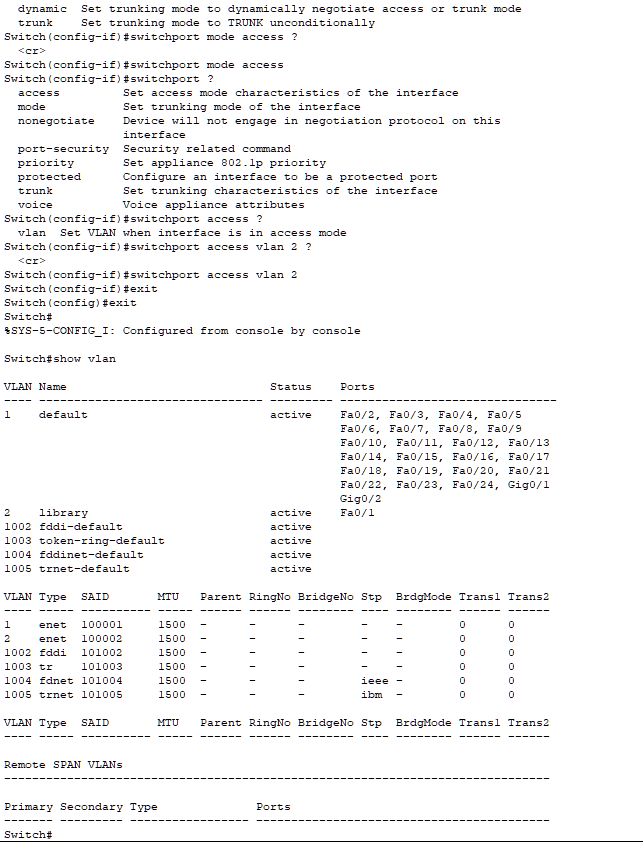 dynamic  Set trunking mode to dynamically negotiate access or trunk mode
  trunk    Set trunking mode to TRUNK unconditionally
Switch(config-if)#switchport mode access ?
  <cr>
Switch(config-if)#switchport mode access
Switch(config-if)#switchport ?
  access         Set access mode characteristics of the interface
  mode           Set trunking mode of the interface
  nonegotiate    Device will not engage in negotiation protocol on this
                 interface
  port-security  Security related command
  priority       Set appliance 802.1p priority
  protected      Configure an interface to be a protected port
  trunk          Set trunking characteristics of the interface
  voice          Voice appliance attributes
Switch(config-if)#switchport access ?
  vlan  Set VLAN when interface is in access mode
Switch(config-if)#switchport access vlan 2 ?
  <cr>
Switch(config-if)#switchport access vlan 2
Switch(config-if)#exit
Switch(config)#exit
Switch#
%SYS-5-CONFIG_I: Configured from console by console

Switch#show vlan

VLAN Name                             Status    Ports
---- -------------------------------- --------- -------------------------------
1    default                          active    Fa0/2, Fa0/3, Fa0/4, Fa0/5
                                                Fa0/6, Fa0/7, Fa0/8, Fa0/9
                                                Fa0/10, Fa0/11, Fa0/12, Fa0/13
                                                Fa0/14, Fa0/15, Fa0/16, Fa0/17
                                                Fa0/18, Fa0/19, Fa0/20, Fa0/21
                                                Fa0/22, Fa0/23, Fa0/24, Gig0/1
                                                Gig0/2
2    library                          active    Fa0/1
1002 fddi-default                     active
1003 token-ring-default               active
1004 fddinet-default                  active
1005 trnet-default                    active

VLAN Type  SAID       MTU   Parent RingNo BridgeNo Stp  BrdgMode Trans1 Trans2
---- ----- ---------- ----- ------ ------ -------- ---- -------- ------ ------
1    enet  100001     1500  -      -      -        -    -        0      0
2    enet  100002     1500  -      -      -        -    -        0      0
1002 fddi  101002     1500  -      -      -        -    -        0      0
1003 tr    101003     1500  -      -      -        -    -        0      0
1004 fdnet 101004     1500  -      -      -        ieee -        0      0
1005 trnet 101005     1500  -      -      -        ibm  -        0      0

VLAN Type  SAID       MTU   Parent RingNo BridgeNo Stp  BrdgMode Trans1 Trans2
---- ----- ---------- ----- ------ ------ -------- ---- -------- ------ ------

Remote SPAN VLANs
------------------------------------------------------------------------------

Primary Secondary Type              Ports
------- --------- ----------------- ------------------------------------------
Switch#